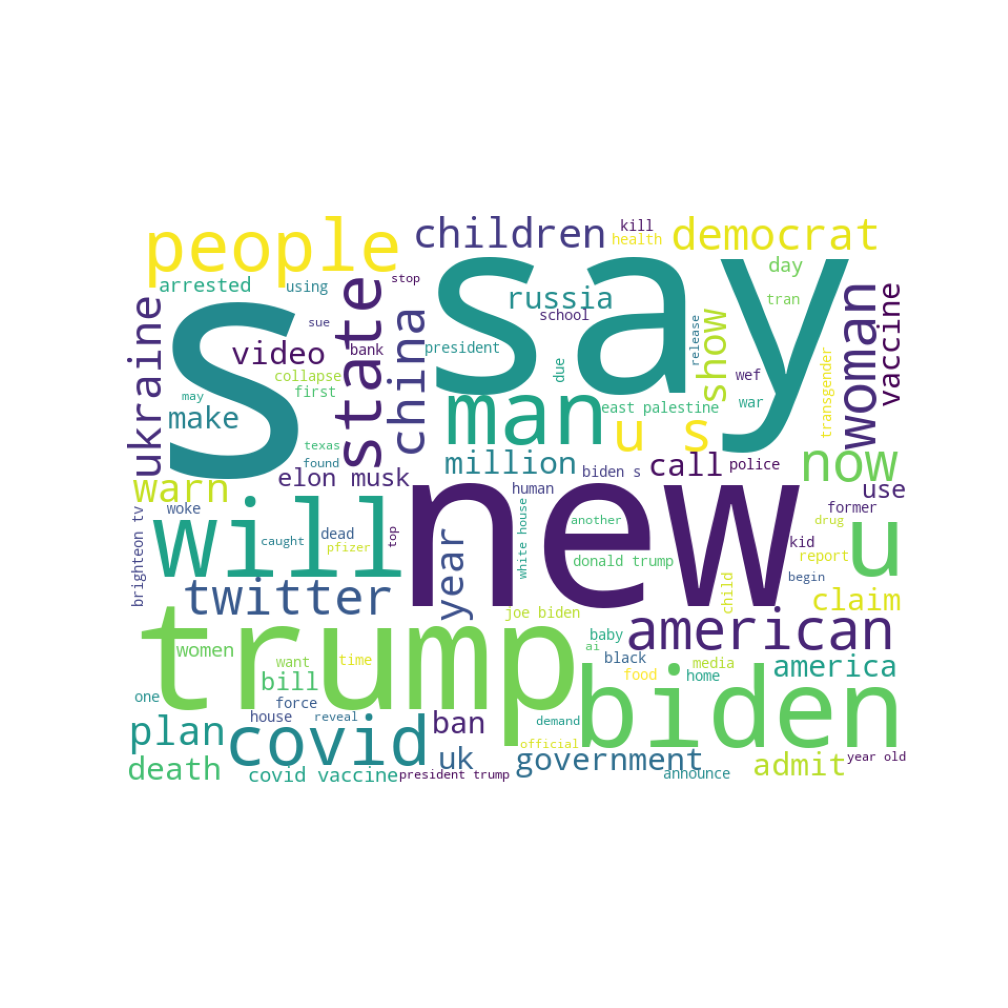 people
children
kill
health
democrat
say
day
arrested
using
stop
russia
school
tran
ukraine
s
sue
video
bank
state
china
president
release
show
transgender
woman
vaccine
collapse
first
may
make
due
wef
war
man
east palestine
u s
texas
found
warn
elon musk
million
biden s
call
police
now
use
woke
will
new
human
former
brighteon tv
caught
dead
pfizer
top
year
white house
another
donald trump
kid
drug
report
u
begin
twitter
child
claim
joe biden
trump
women
want
time
baby
ai
black
american
media
food
home
america
biden
bill
force
one
house
reveal
plan
covid
ban
demand
official
death
covid vaccine
president trump
uk
government
announce
admit
year old